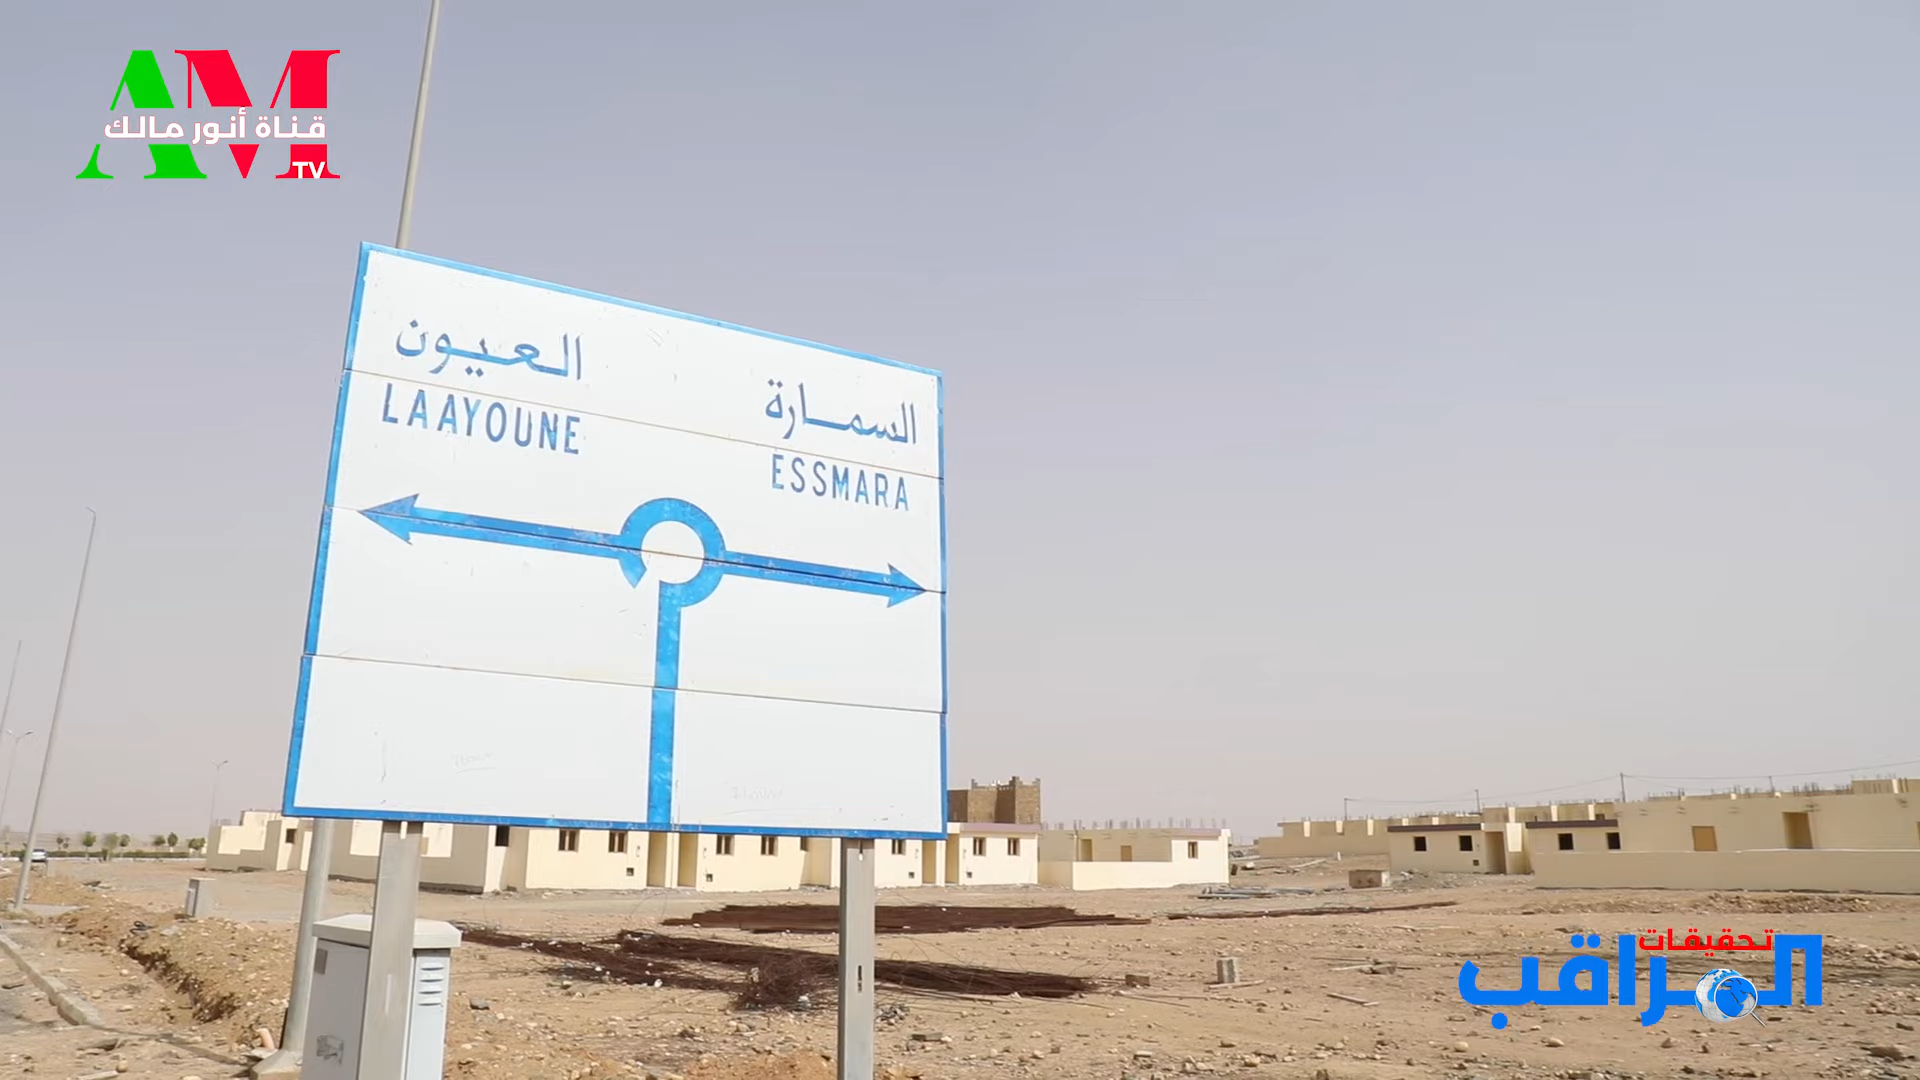 AM
قناة أنور مالك
TV
العيون
LAAYOUNE
السمارة
ESSMARA
تحقيقات
المراقب